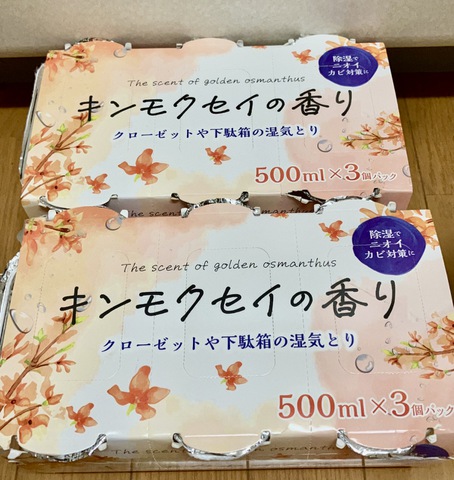 The scent of golden osmanthus
除湿で
ニオイ
カビ対策に
キンモクセイの香り
クローゼットや下駄箱の湿気とり
500ml×3個パック
The scent of golden osmanthus
除湿で
ニオイ
カビ対策に
キンモクセイの香り
クローゼットや下駄箱の湿気とり
500ml×3個パック